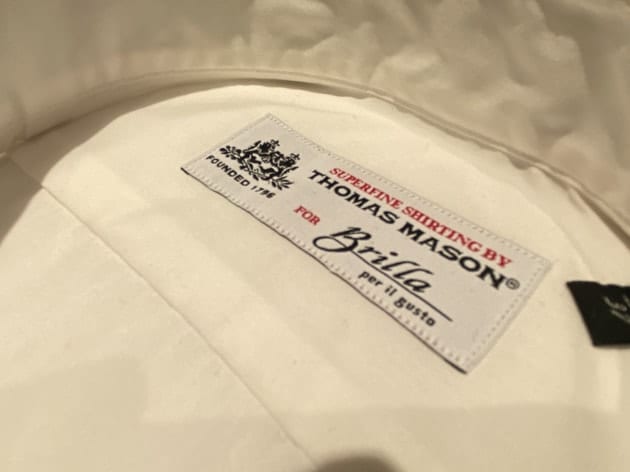 FOUNDED 1796
SUPERFINE SHIRTING BY
THOMAS MASON®
FOR
Brilla
per il gusto